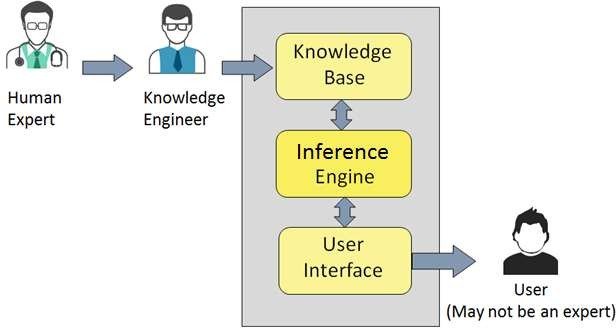 Human
Expert
Knowledge
Engineer
Knowledge
Base
Inference
Engine
User
Interface
User
(May not be an expert)